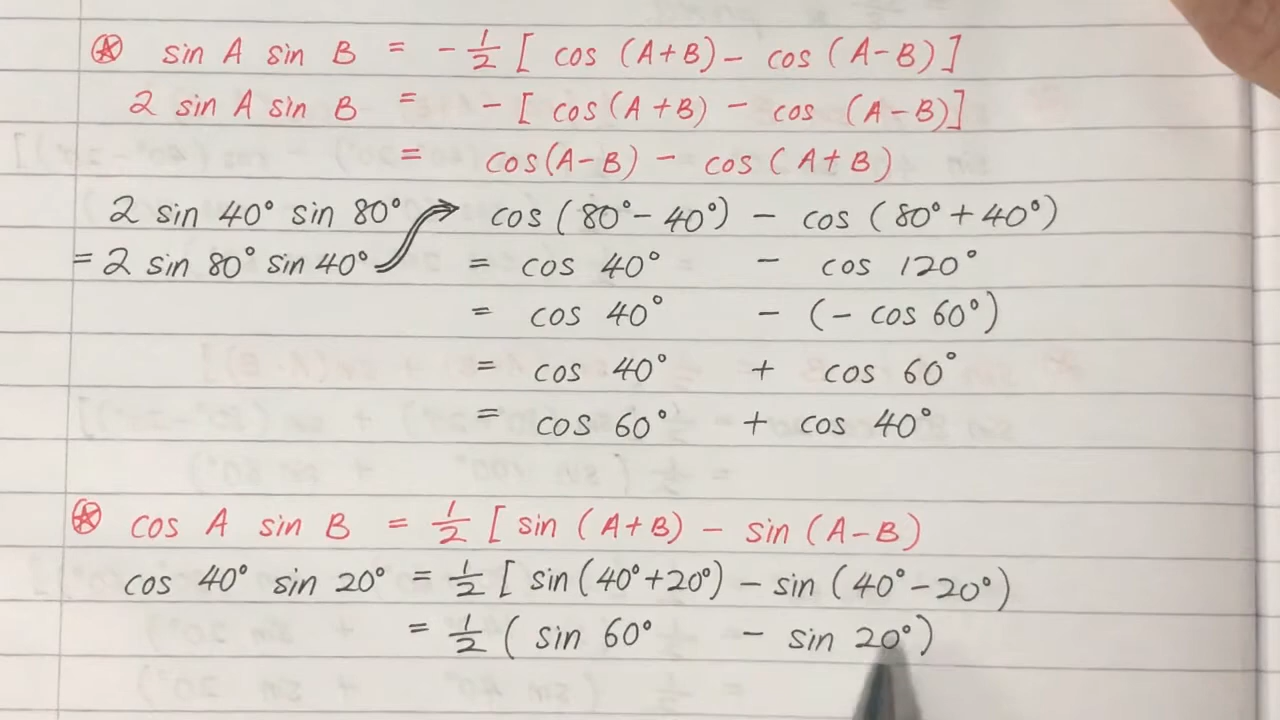 ⊛ sin A sin B = -1/2 [ cos (A+B) - cos (A-B)]
2 sin A sin B = -[ cos (A+B) - cos (A-B)]
= cos(A-B) - cos (A+B)
2 sin 40° sin 80° cos (80°-40°) - cos (80°+40°)
= 2 sin 80° sin 40° = cos 40° - cos 120°
= cos 40° - (- cos 60°)
= cos 40° + cos 60°
= cos 60° + cos 40°
⊛ cos A sin B = 1/2 [ sin (A+B) - sin (A-B)
cos 40° sin 20° = 1/2 [ sin (40°+20°) - sin (40°-20°)
= 1/2 ( sin 60° - sin 20°)